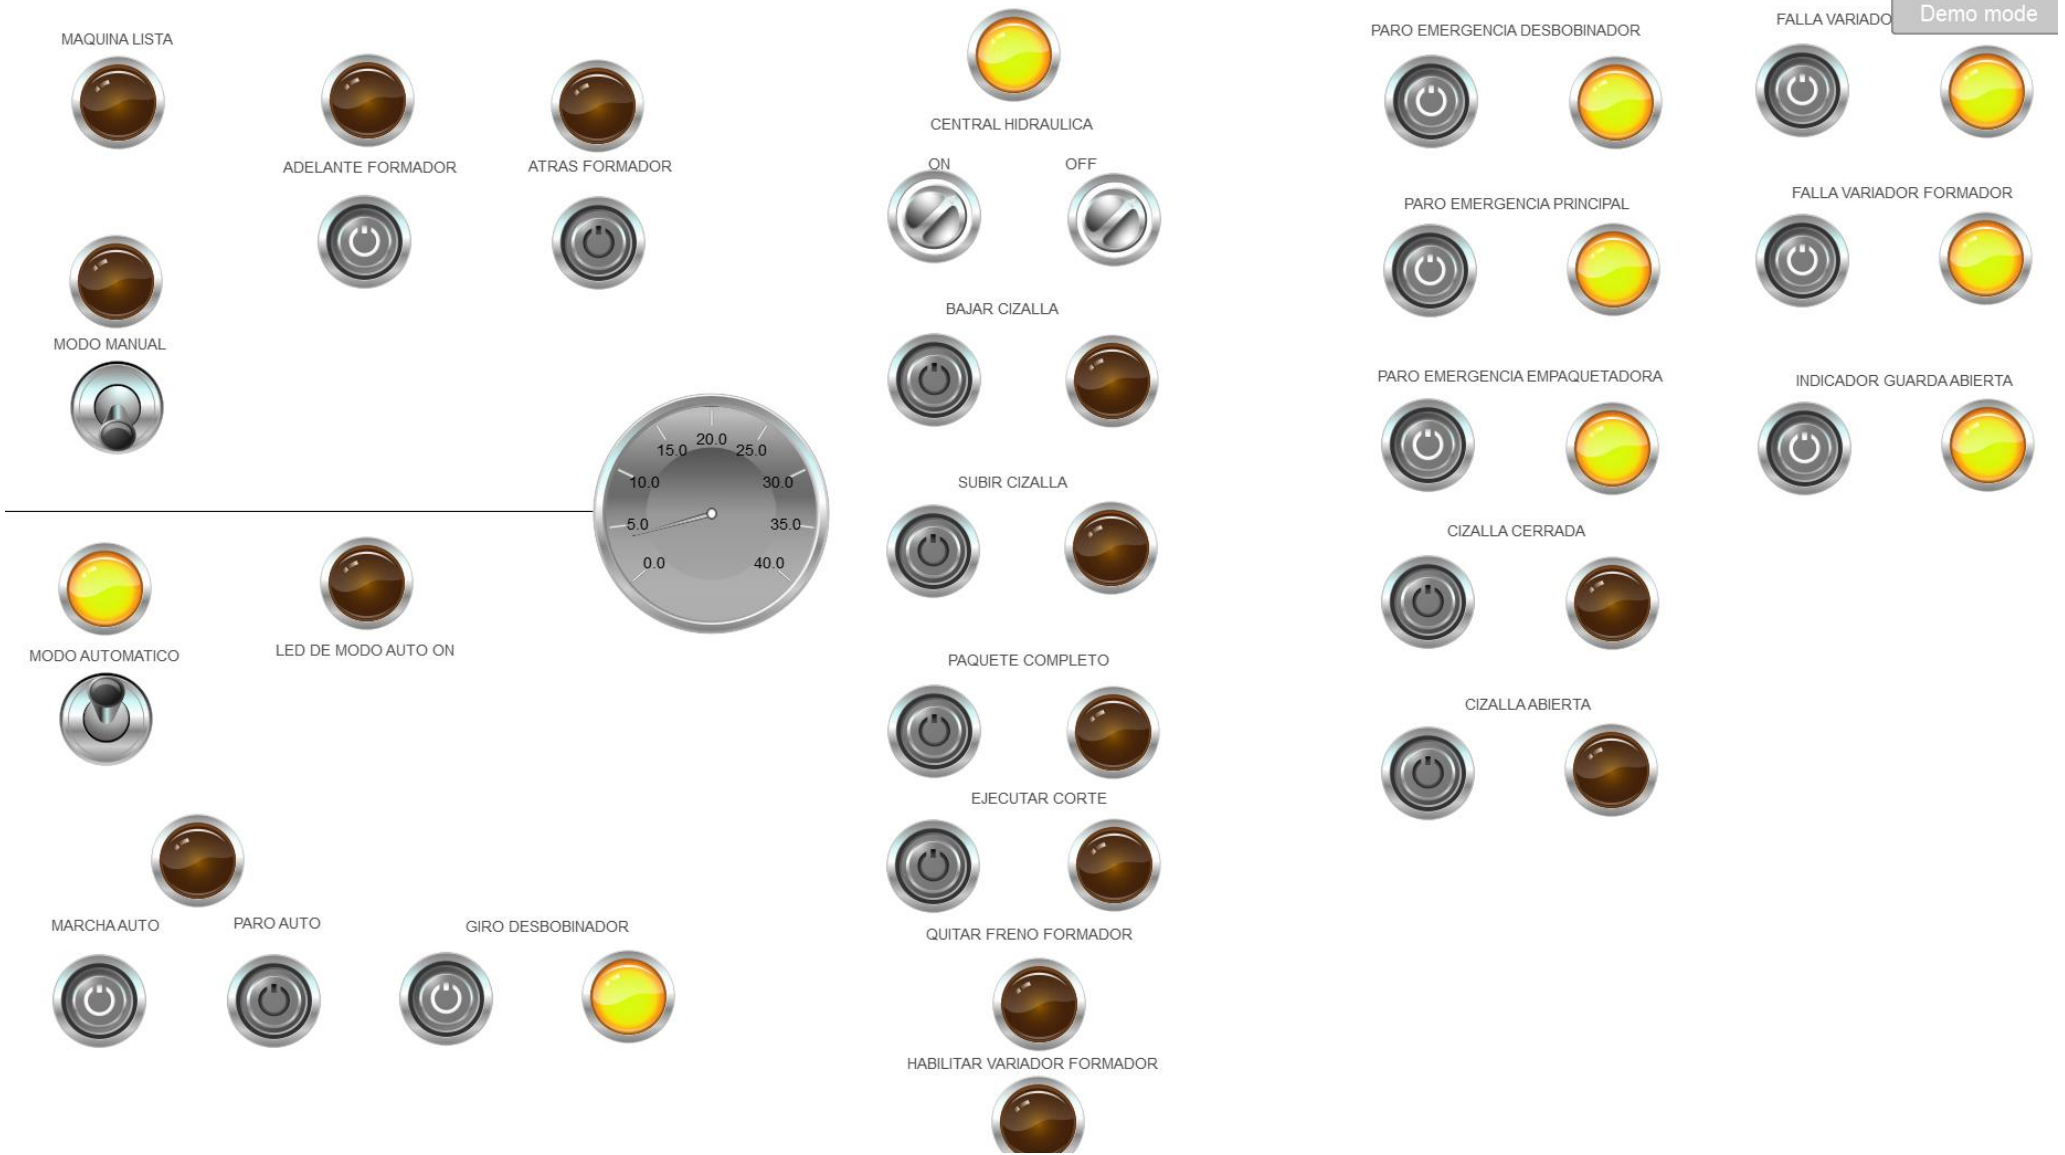 MAQUINA LISTA
ADELANTE FORMADOR
ATRAS FORMADOR
MODO MANUAL
0.0
5.0
10.0
15.0
20.0
25.0
30.0
35.0
40.0
MODO AUTOMATICO
LED DE MODO AUTO ON
MARCHA AUTO
PARO AUTO
GIRO DESBOBINADOR
CENTRAL HIDRAULICA
ON
OFF
BAJAR CIZALLA
SUBIR CIZALLA
PAQUETE COMPLETO
EJECUTAR CORTE
QUITAR FRENO FORMADOR
HABILITAR VARIADOR FORMADOR
PARO EMERGENCIA DESBOBINADOR
PARO EMERGENCIA PRINCIPAL
PARO EMERGENCIA EMPAQUETADORA
CIZALLA CERRADA
CIZALLA ABIERTA
FALLA VARIADO
Demo mode
FALLA VARIADOR FORMADOR
INDICADOR GUARDA ABIERTA